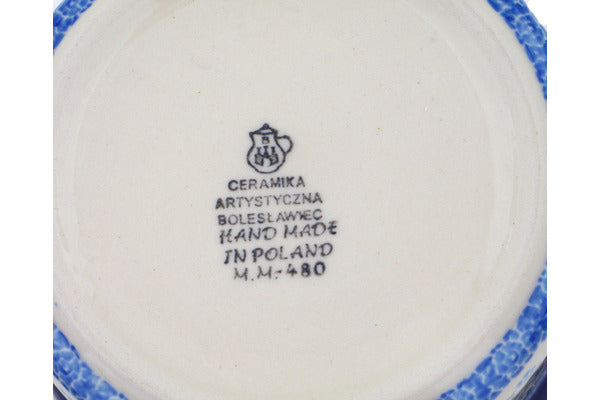 B
CERAMIKA
ARTYSTYCZNA
BOLESŁAWIEC
HAND MADE
IN POLAND
M.M.-480